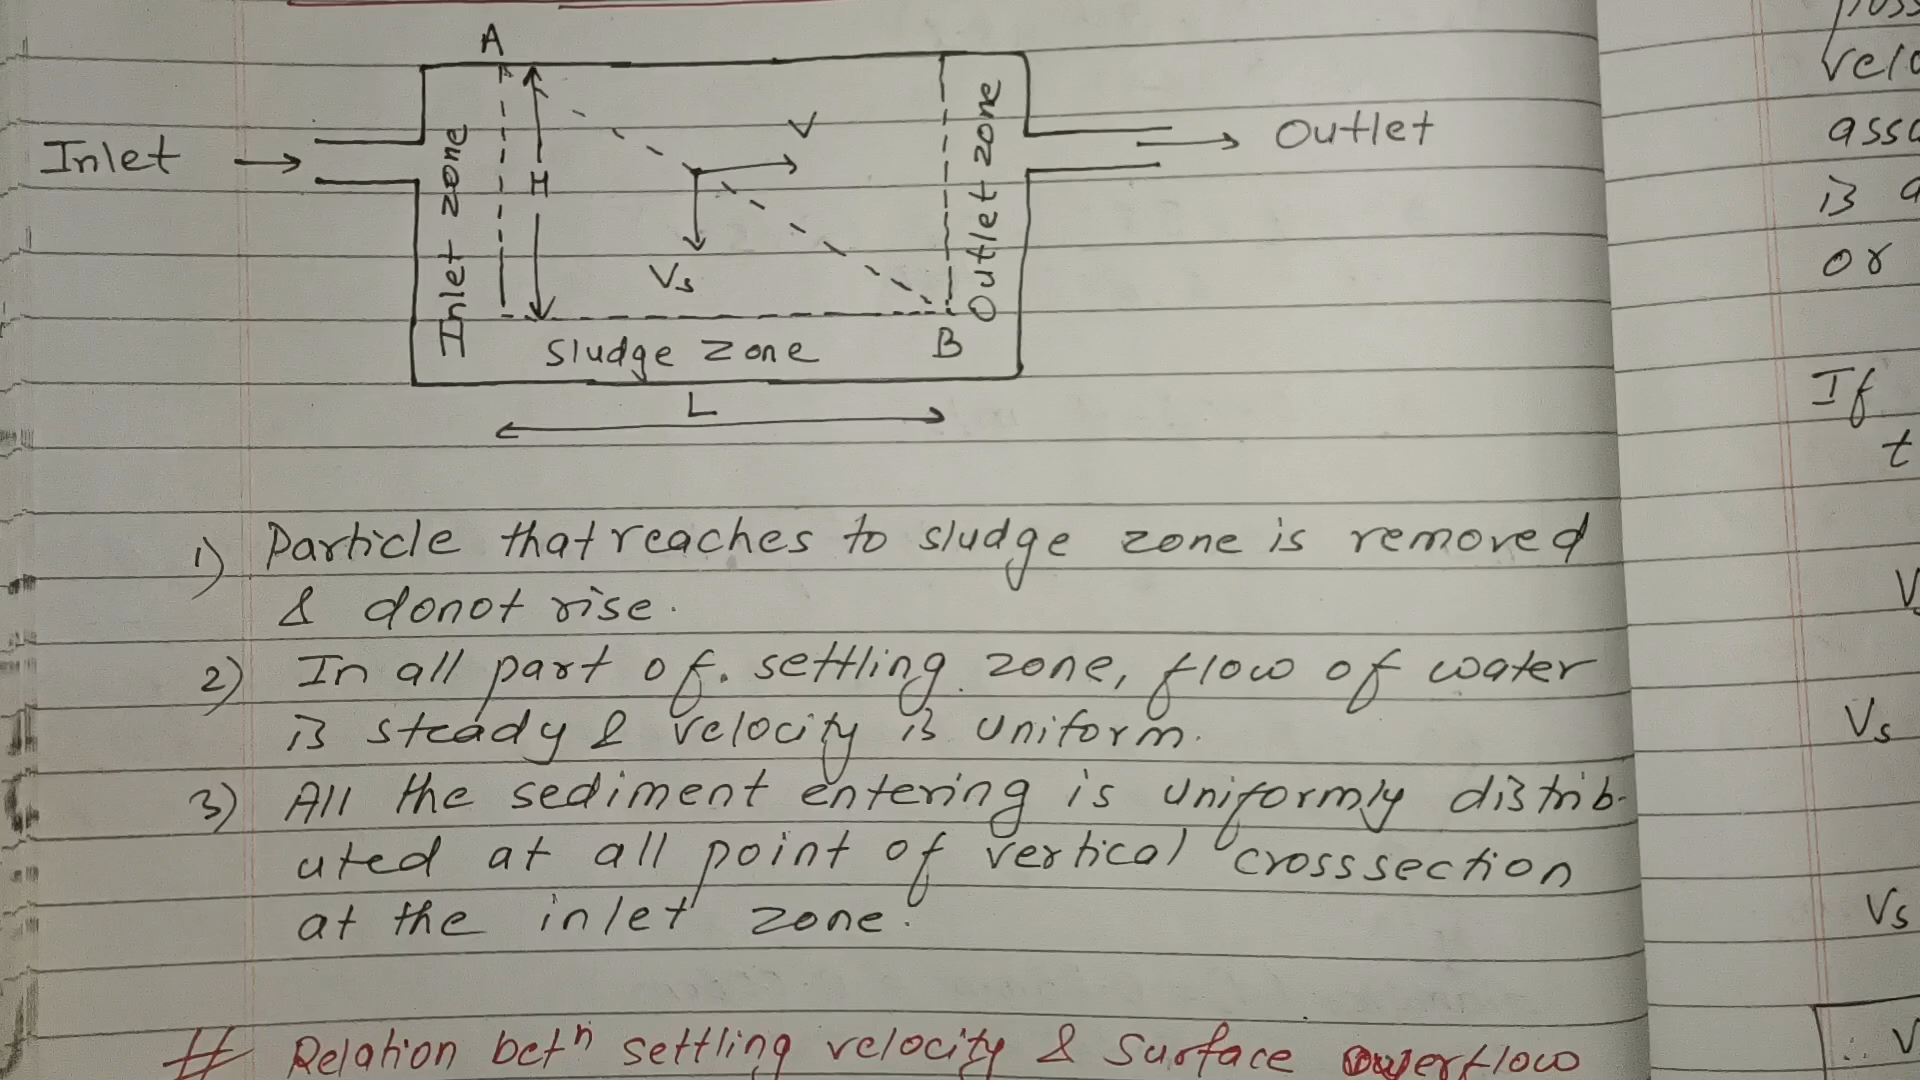 A
Inlet
Inlet zone
H
V
Vs
Outlet zone
Outlet
Sludge zone
B
L
1) Particle that reaches to sludge zone is removed
& donot rise.
2) In all part of. settling zone, flow of water
is steady & velocity is uniform.
3) All the sediment entering is uniformly distrib-
uted at all point of vertical crosssection
at the inlet zone.
# Relation betn settling velocity & surface overflow
is
or
If
t
Vs
Vs
∴ V